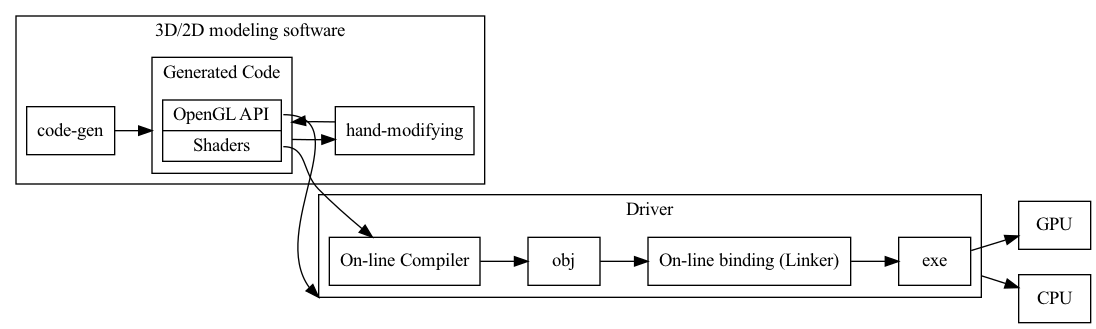 3D/2D modeling software
Generated Code
code-gen
OpenGL API
Shaders
hand-modifying
Driver
On-line Compiler
obj
On-line binding (Linker)
exe
GPU
CPU